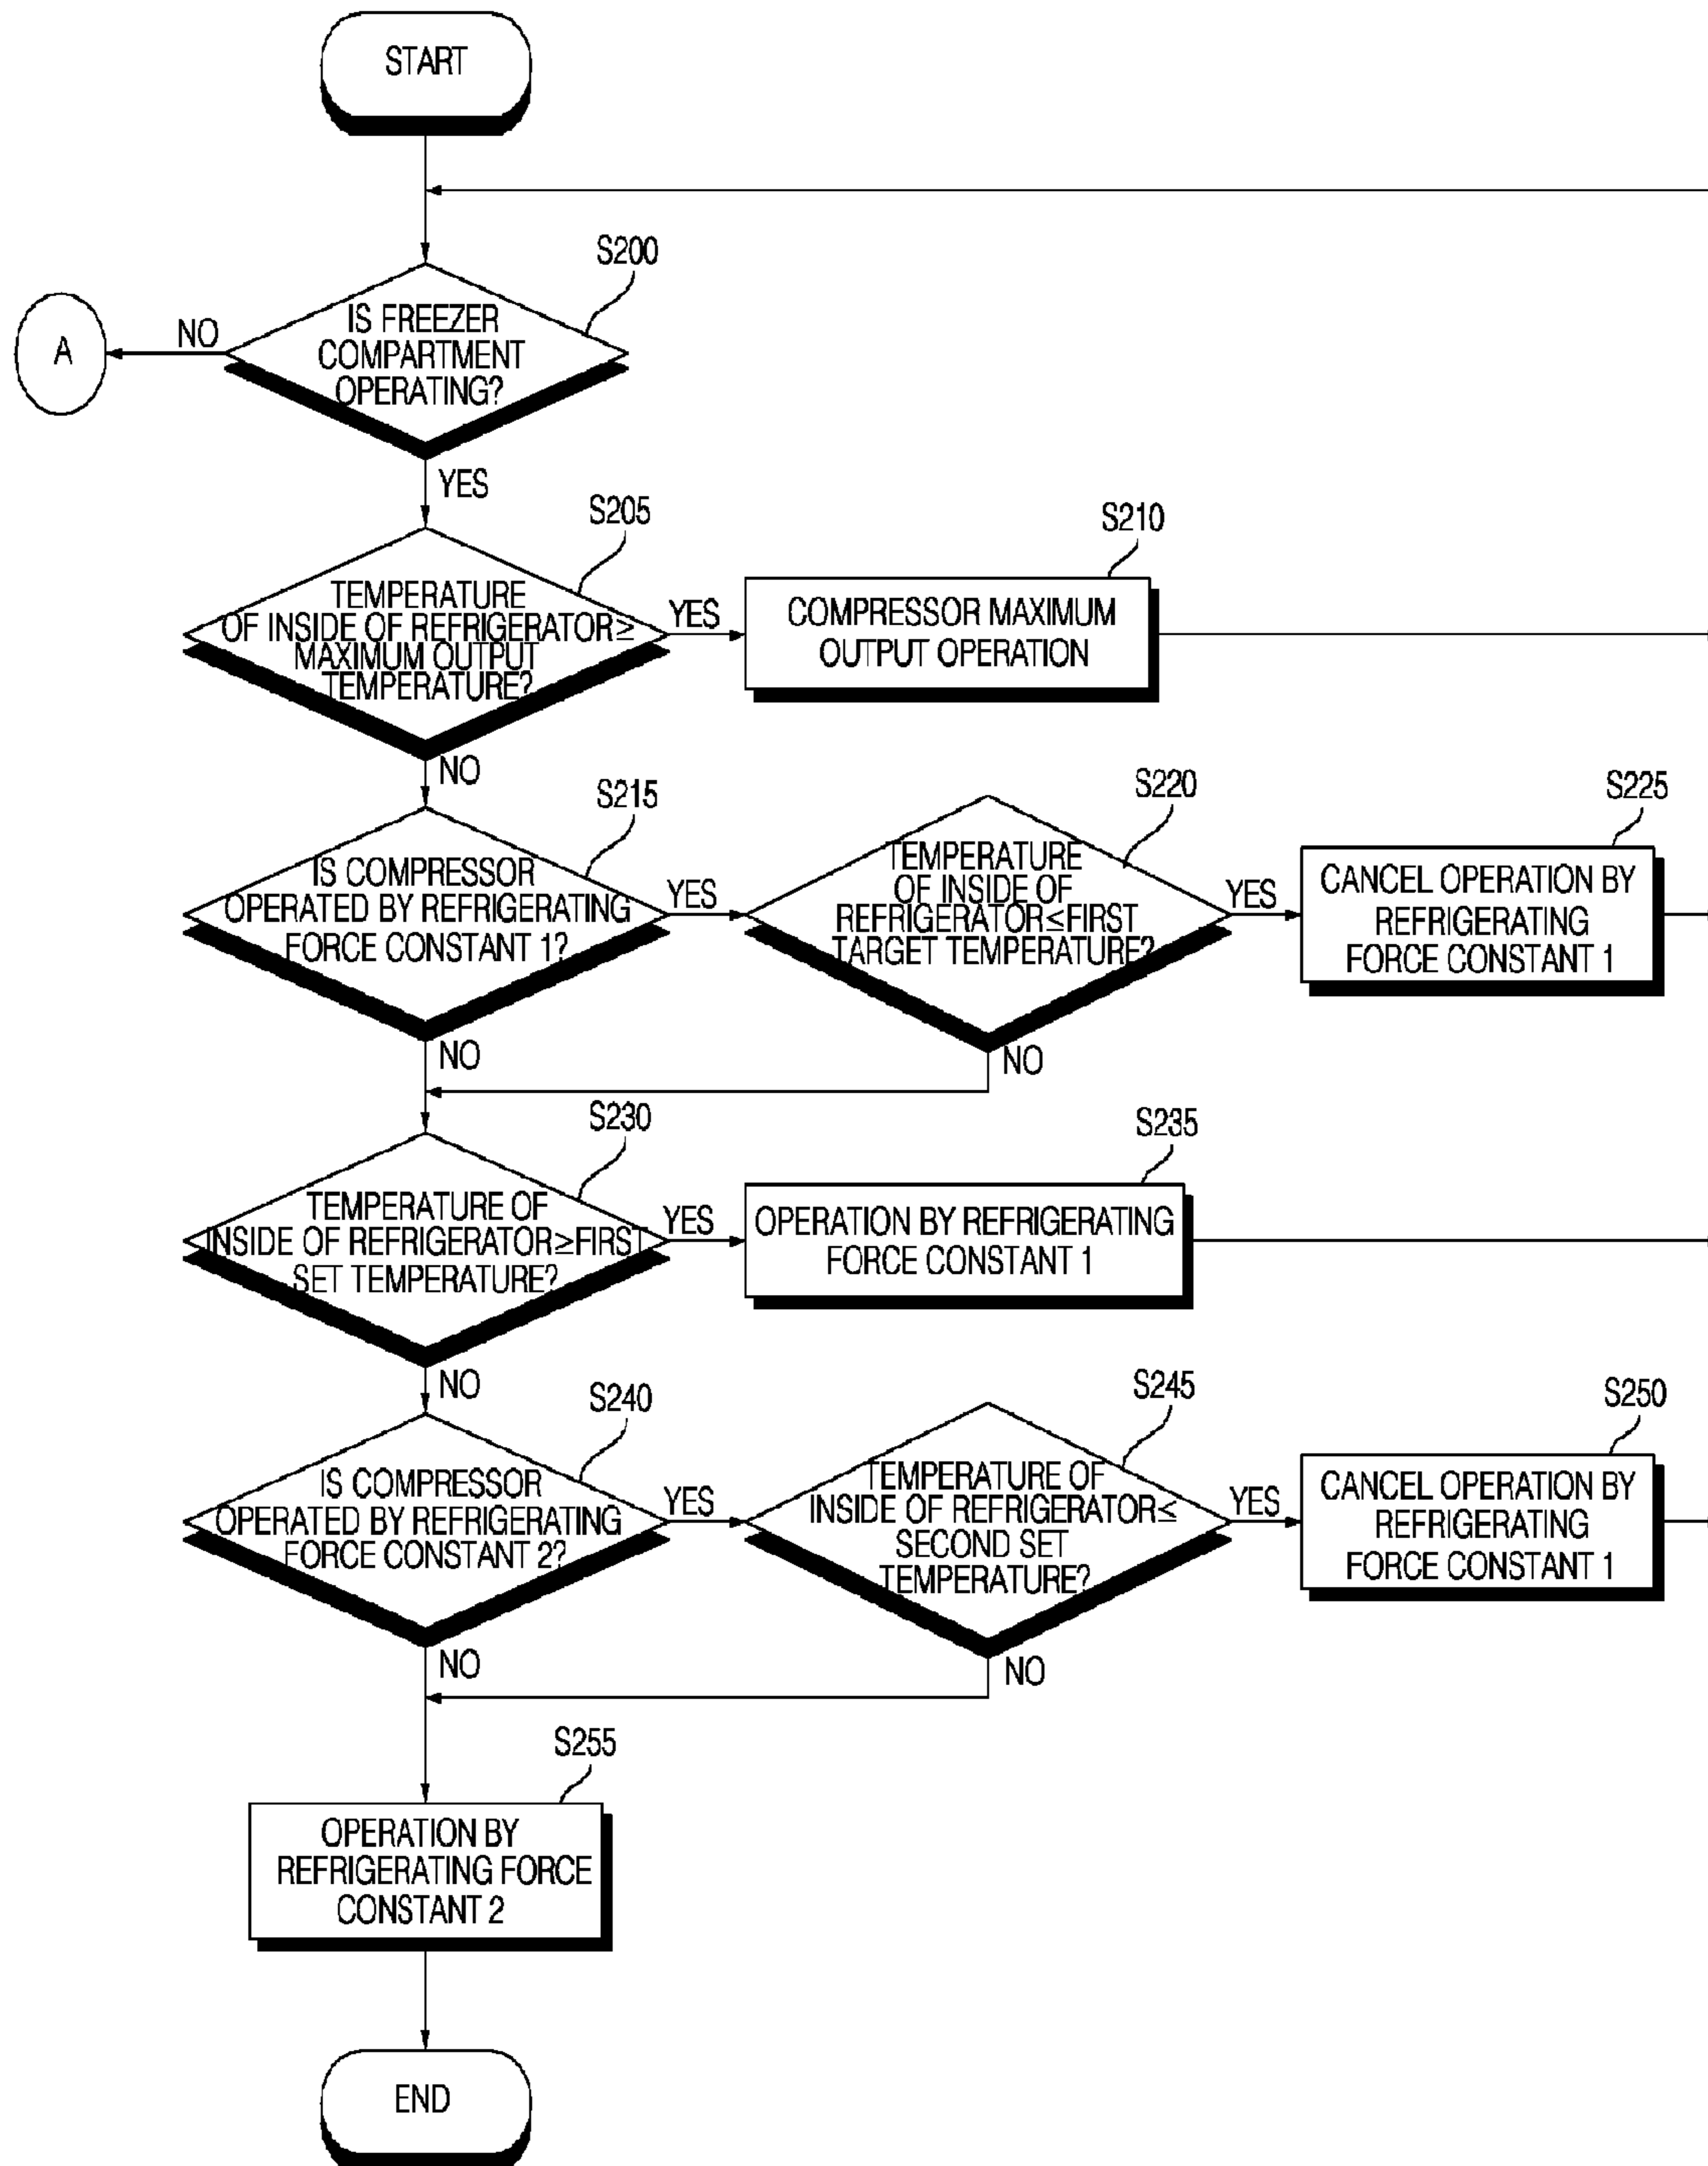 START
S200
IS FREEZER
COMPARTMENT
OPERATING?
NO
A
YES
S205
TEMPERATURE
OF INSIDE OF REFRIGERATOR≥
MAXIMUM OUTPUT
TEMPERATURE?
YES
S210
COMPRESSOR MAXIMUM
OUTPUT OPERATION
NO
S215
IS COMPRESSOR
OPERATED BY REFRIGERATING
FORCE CONSTANT 1?
YES
S220
TEMPERATURE
OF INSIDE OF
REFRIGERATOR≤FIRST
TARGET TEMPERATURE?
YES
S225
CANCEL OPERATION BY
REFRIGERATING
FORCE CONSTANT 1
NO
NO
S230
TEMPERATURE OF
INSIDE OF REFRIGERATOR≥FIRST
SET TEMPERATURE?
YES
S235
OPERATION BY REFRIGERATING
FORCE CONSTANT 1
NO
S240
IS COMPRESSOR
OPERATED BY REFRIGERATING
FORCE CONSTANT 2?
YES
S245
TEMPERATURE OF
INSIDE OF REFRIGERATOR≤
SECOND SET
TEMPERATURE?
YES
S250
CANCEL OPERATION BY
REFRIGERATING
FORCE CONSTANT 1
NO
NO
S255
OPERATION BY
REFRIGERATING FORCE
CONSTANT 2
END